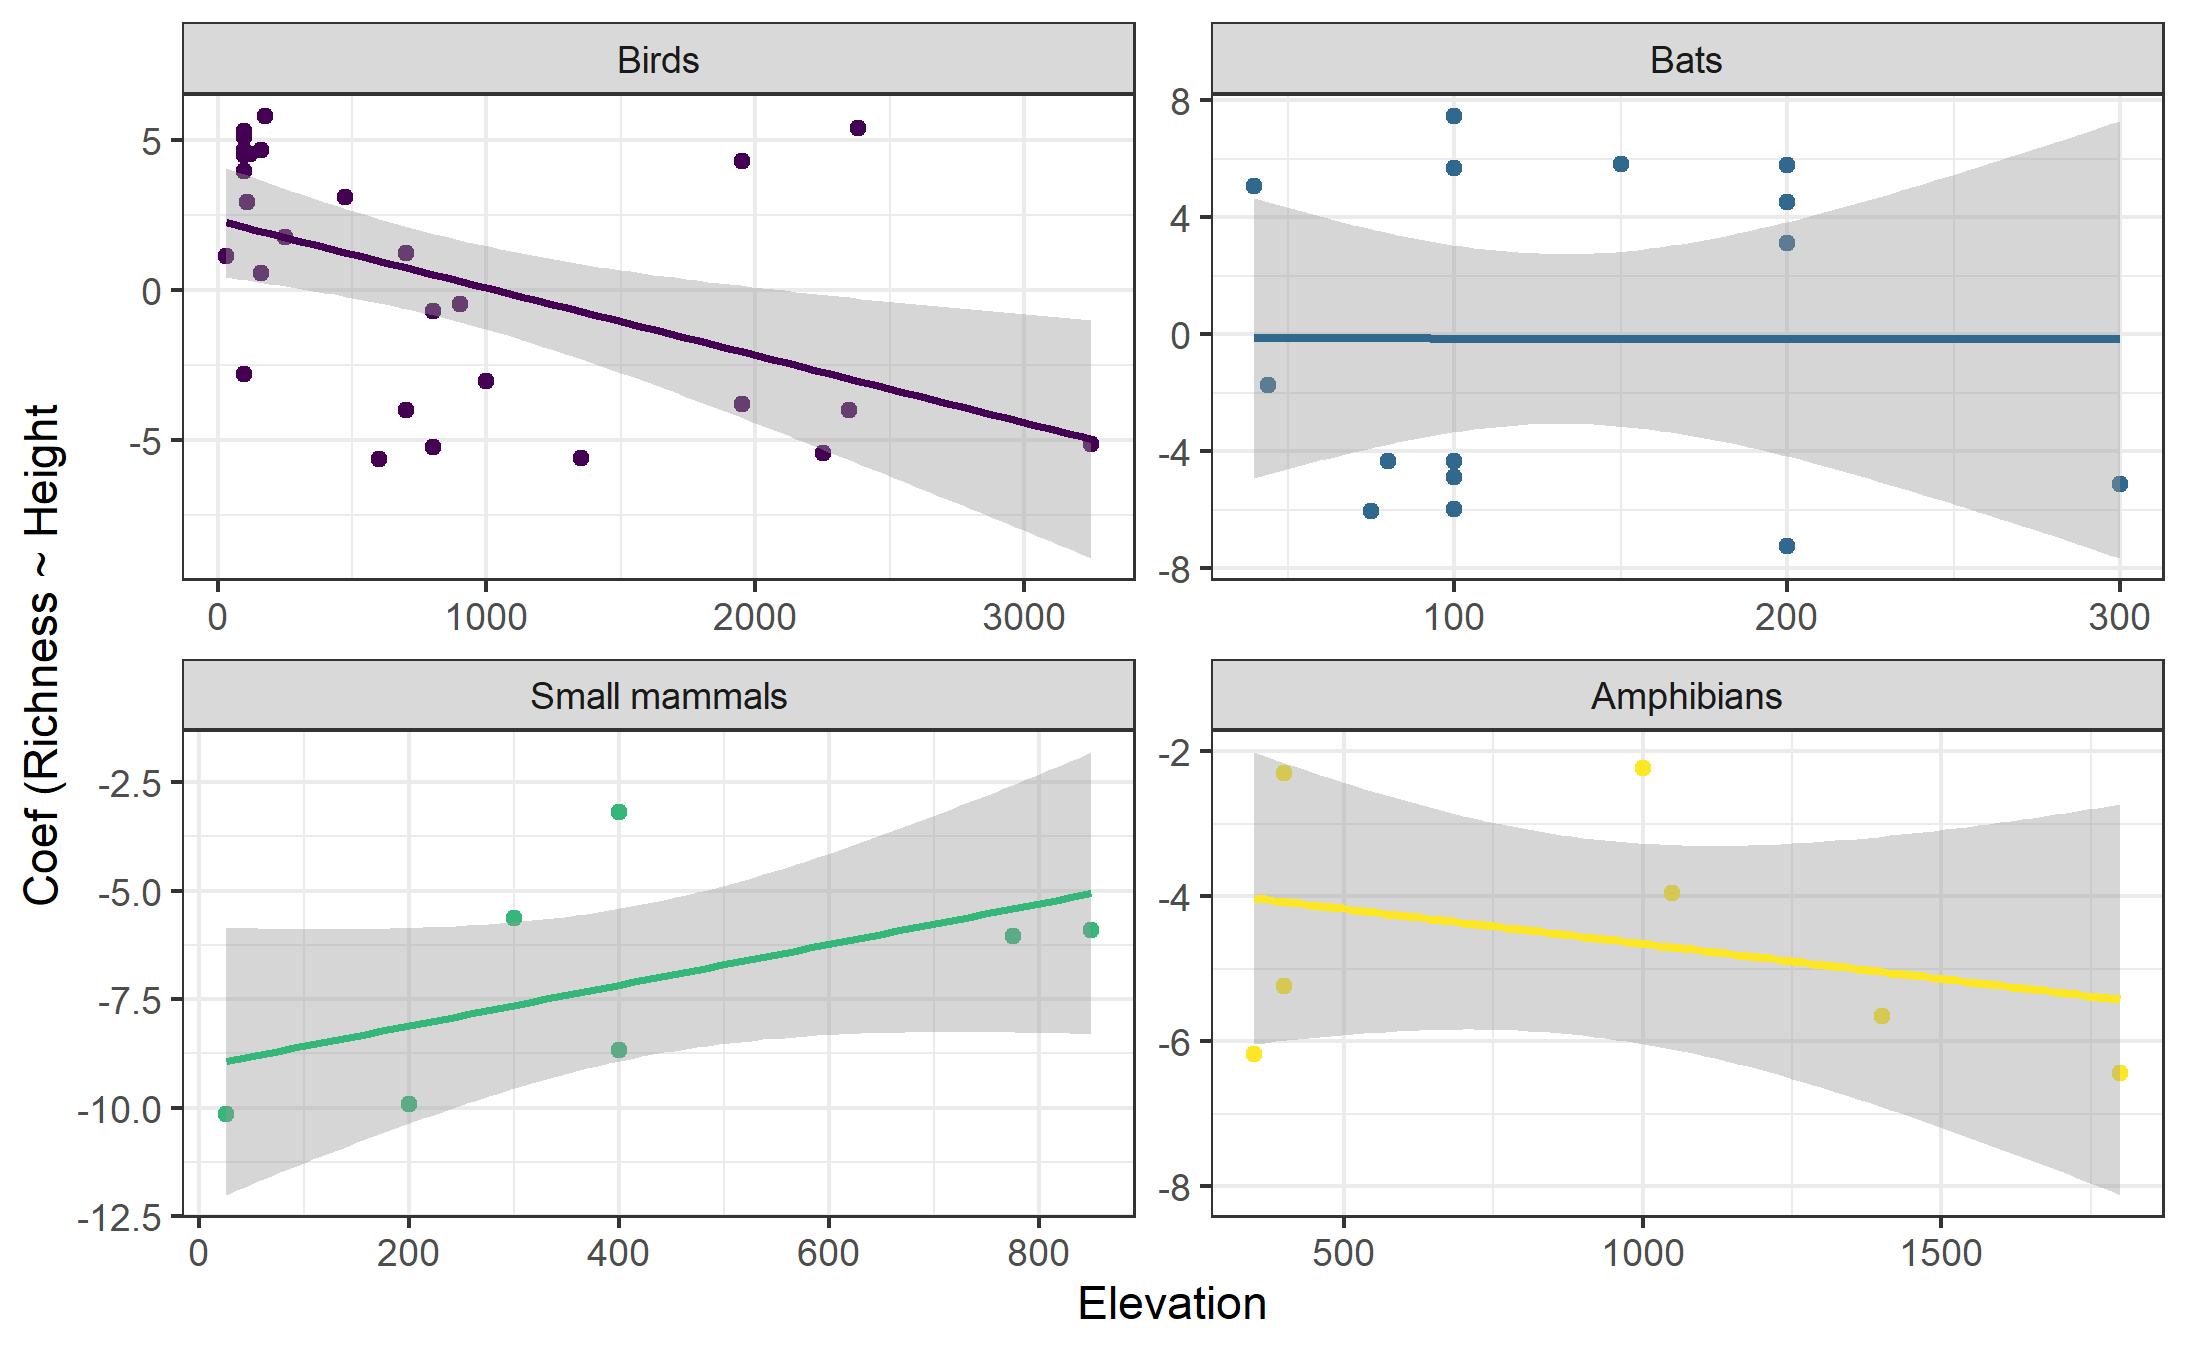 Birds
Bats
5
0
-5
8
4
0
-4
-8
0 1000 2000 3000
100 200 300
Small mammals
Amphibians
-2.5
-5.0
-7.5
-10.0
-12.5
-2
-4
-6
-8
0 200 400 600 800
500 1000 1500
Elevation
Coef (Richness ~ Height